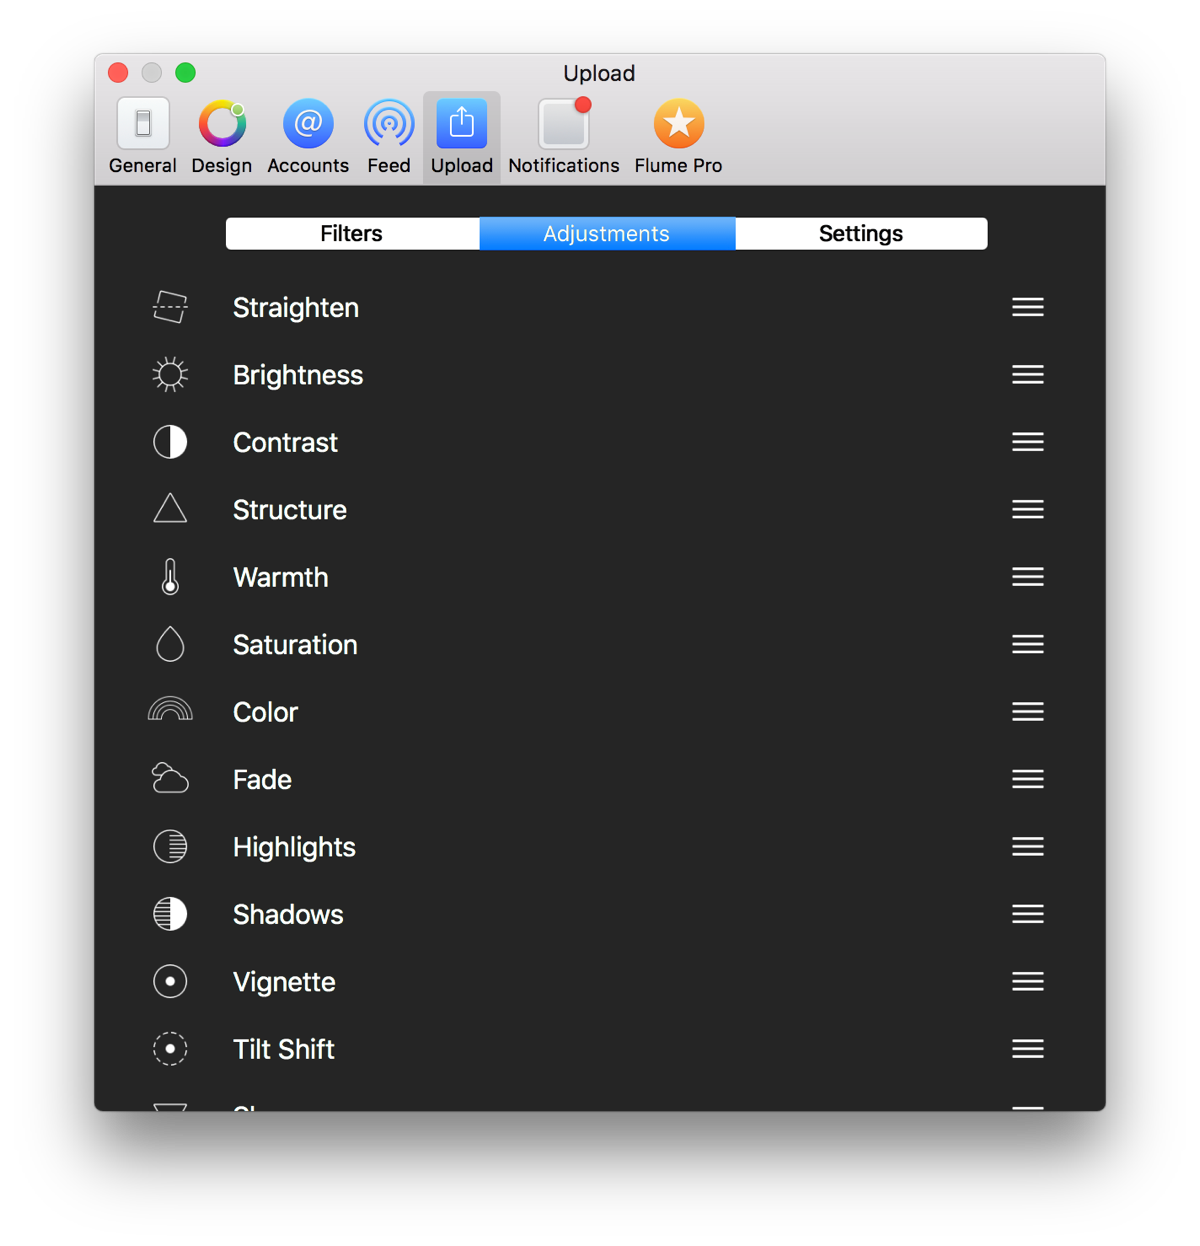 Upload
General Design Accounts Feed Upload Notifications Flume Pro
Filters Adjustments Settings
Straighten
Brightness
Contrast
Structure
Warmth
Saturation
Color
Fade
Highlights
Shadows
Vignette
Tilt Shift